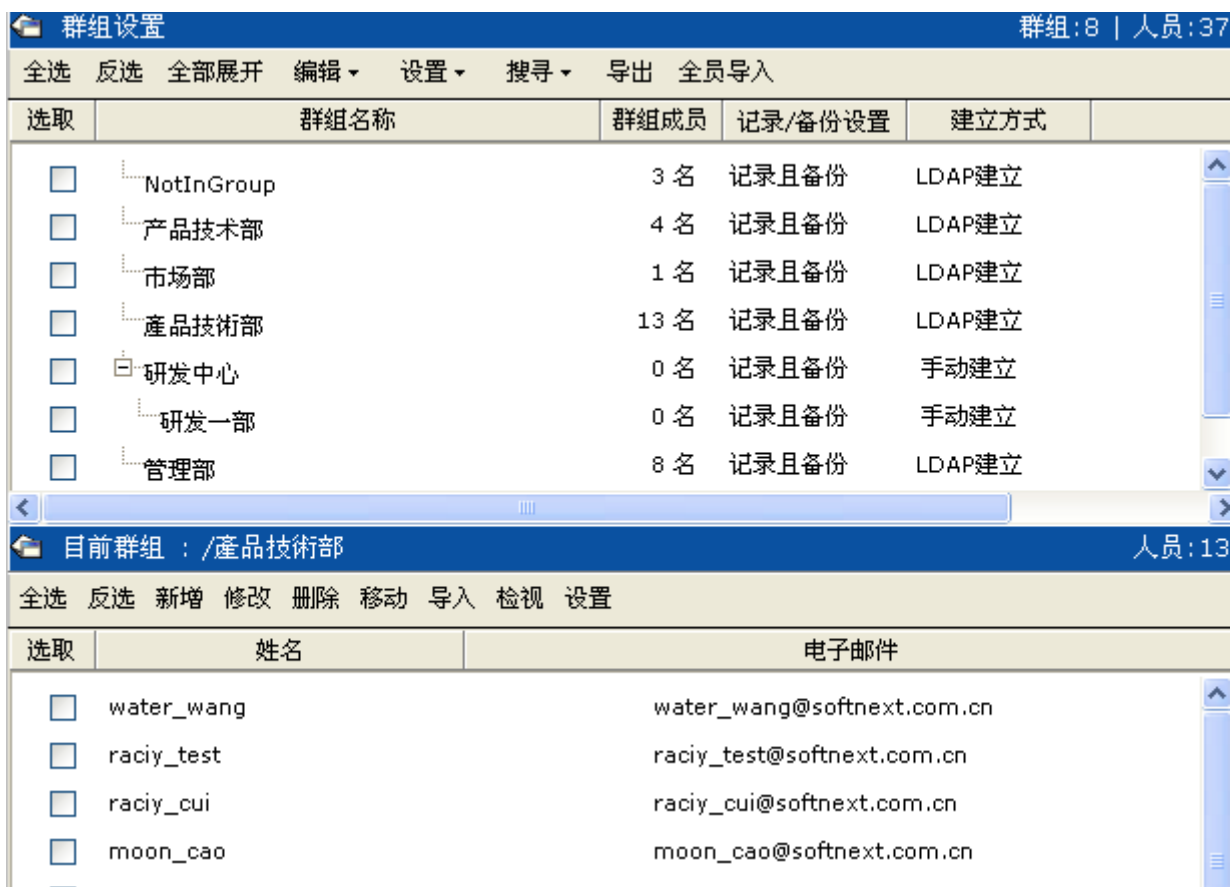 群组设置 群组:8 | 人员:37
全选 反选 全部展开 编辑 设置 搜寻 导出 全员导入
选取 群组名称 群组成员 记录/备份设置 建立方式
NotInGroup 3 名 记录且备份 LDAP建立
产品技术部 4 名 记录且备份 LDAP建立
市场部 1 名 记录且备份 LDAP建立
產品技術部 13 名 记录且备份 LDAP建立
研发中心 0 名 记录且备份 手动建立
研发一部 0 名 记录且备份 手动建立
管理部 8 名 记录且备份 LDAP建立
目前群组 : /產品技術部 人员:13
全选 反选 新增 修改 删除 移动 导入 检视 设置
选取 姓名 电子邮件
water_wang water_wang@softnext.com.cn
raciy_test raciy_test@softnext.com.cn
raciy_cui raciy_cui@softnext.com.cn
moon_cao moon_cao@softnext.com.cn